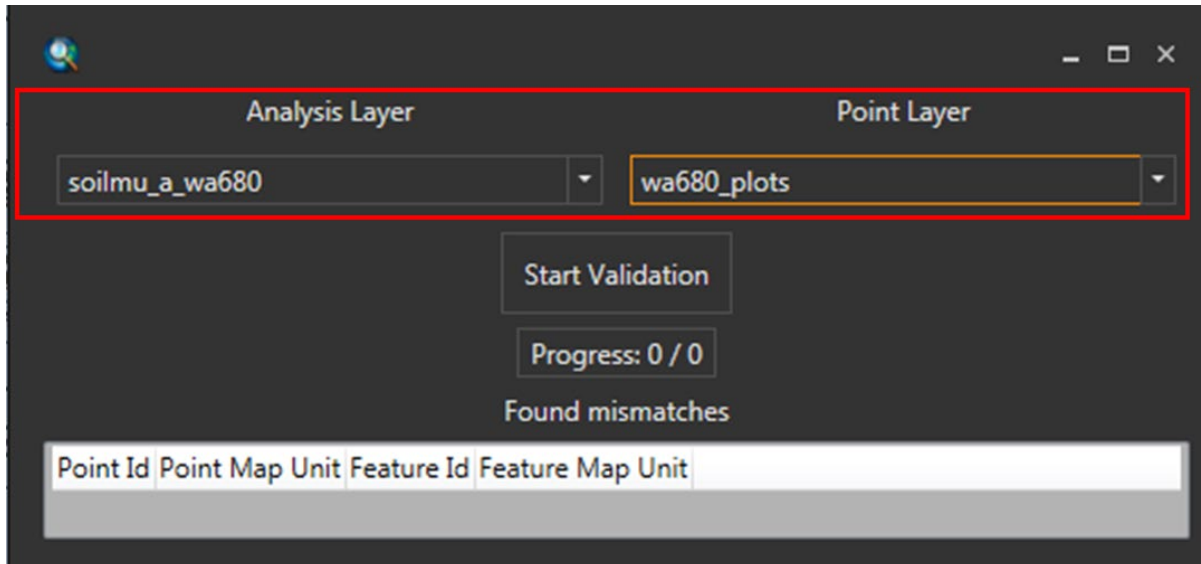 Analysis Layer Point Layer
soilmu_a_wa680 wa680_plots
Start Validation
Progress: 0 / 0
Found mismatches
Point Id Point Map Unit Feature Id Feature Map Unit